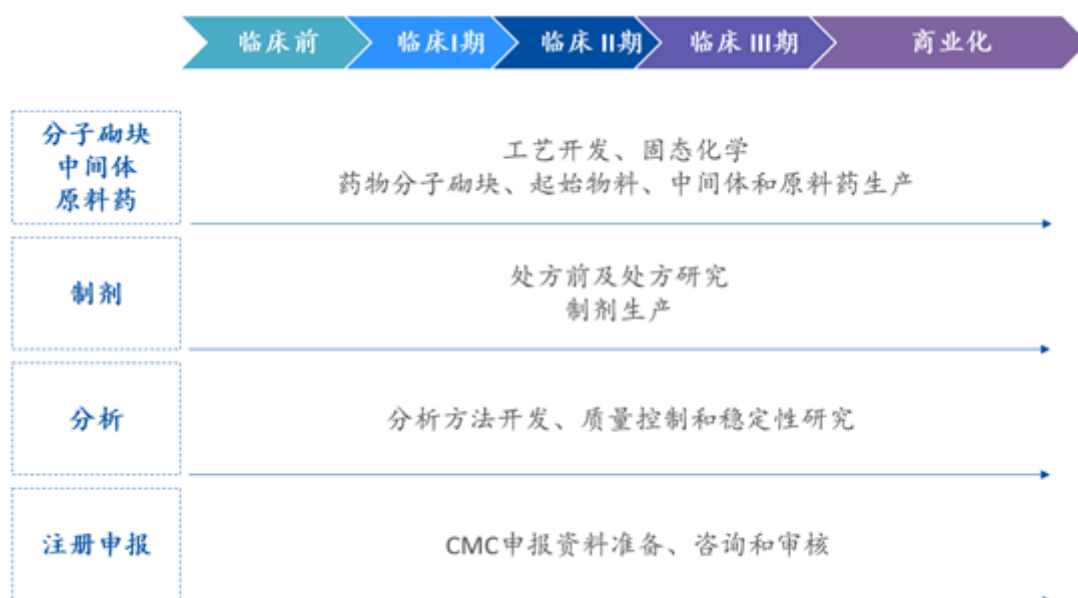 临床前 临床I期 临床 II期 临床 III期 商业化
分子砌块
中间体
原料药
工艺开发、固态化学
药物分子砌块、起始物料、中间体和原料药生产
制剂
处方前及处方研究
制剂生产
分析
分析方法开发、质量控制和稳定性研究
注册申报
CMC申报资料准备、咨询和审核